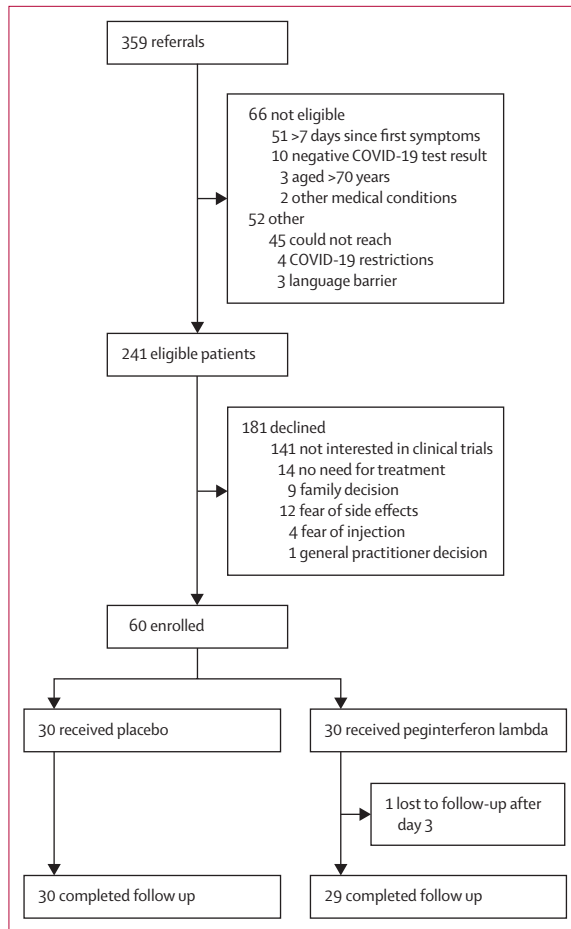 359 referrals
66 not eligible
51 >7 days since first symptoms
10 negative COVID-19 test result
3 aged >70 years
2 other medical conditions
52 other
45 could not reach
4 COVID-19 restrictions
3 language barrier
241 eligible patients
181 declined
141 not interested in clinical trials
14 no need for treatment
9 family decision
12 fear of side effects
4 fear of injection
1 general practitioner decision
60 enrolled
30 received placebo
30 received peginterferon lambda
1 lost to follow-up after
day 3
30 completed follow up
29 completed follow up